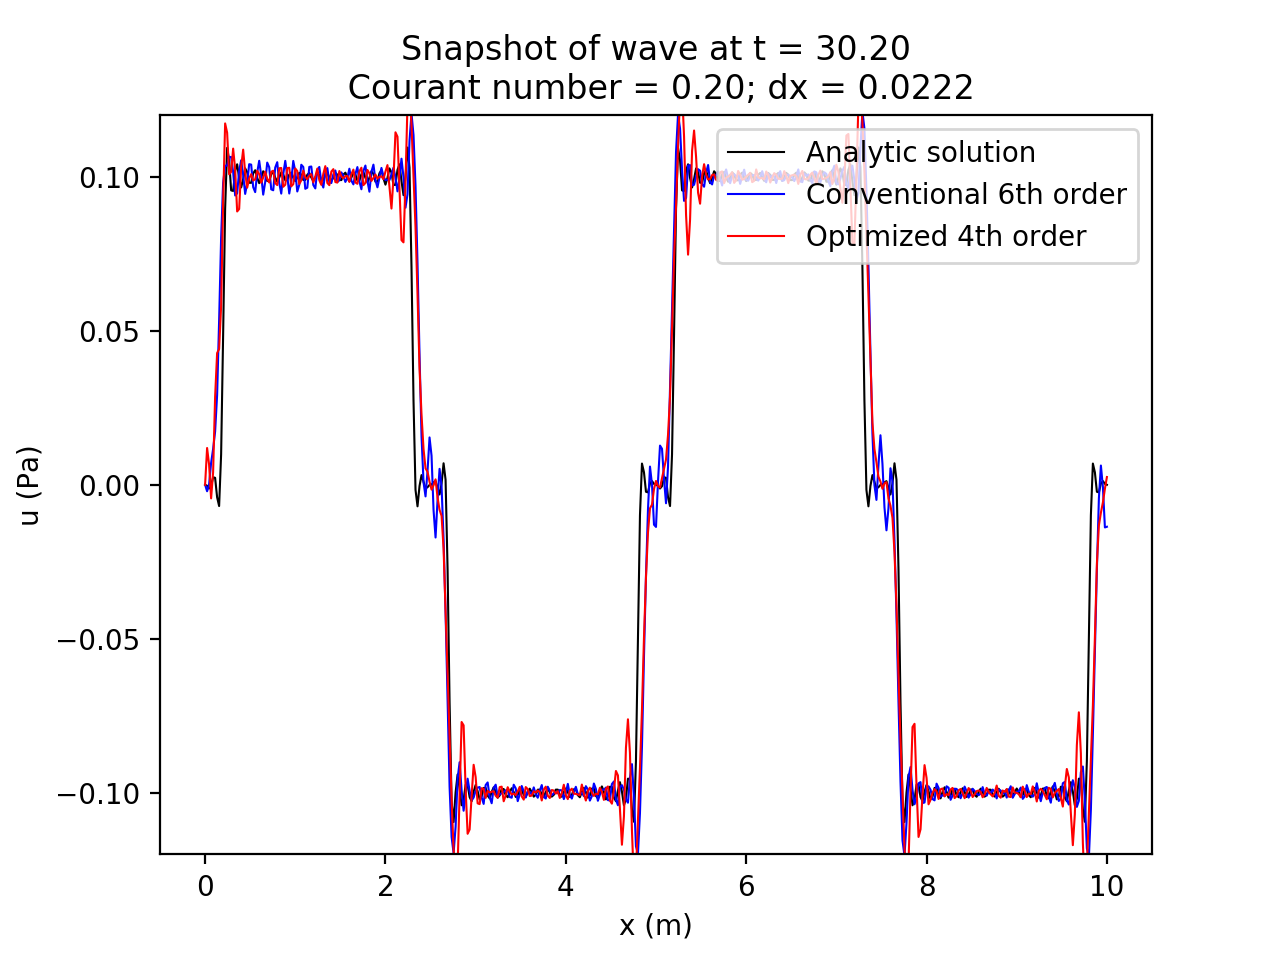 Snapshot of wave at t = 30.20
Courant number = 0.20; dx = 0.0222
Analytic solution
Conventional 6th order
Optimized 4th order
0.10
0.05
0.00
−0.05
−0.10
u (Pa)
0 2 4 6 8 10
x (m)